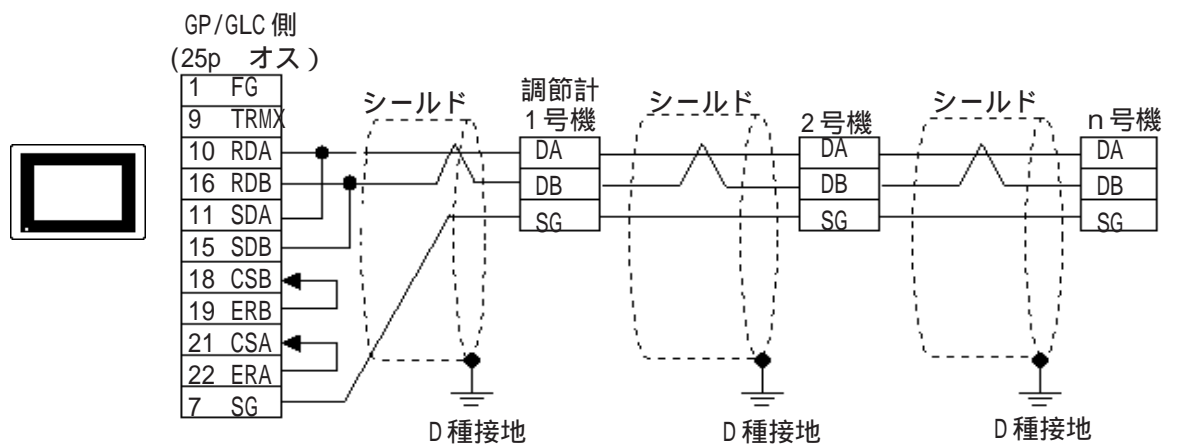 GP/GLC 側
(25p オス)
1 FG
9 TRMX
10 RDA
16 RDB
11 SDA
15 SDB
18 CSB
19 ERB
21 CSA
22 ERA
7 SG
シールド
調節計
1号機
DA
DB
SG
シールド
2号機
DA
DB
SG
シールド
n号機
DA
DB
SG
D種接地
D種接地
D種接地